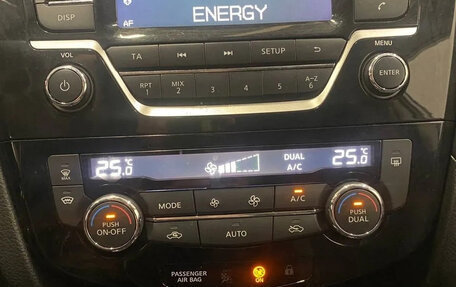 ENERGY
DISP
AF
VOL
TA
SETUP
MENU
ENTER
RPT 1
MIX 2
3
4
5
A-Z 6
25.0 °C
DUAL
A/C
25.0 °C
MAX
PUSH ON-OFF
MODE
A/C
AUTO
PUSH DUAL
PASSENGER AIR BAG
ON